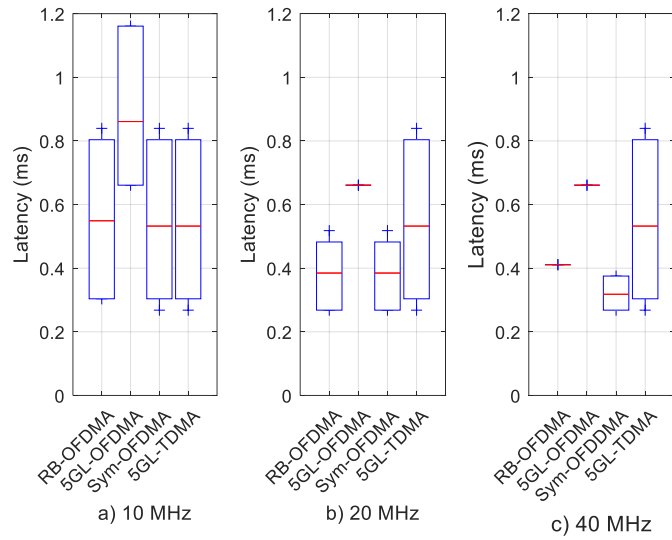 1.2
1
0.8
0.6
0.4
0.2
0
Latency (ms)
RB-OFDMA
5GL-OFDMA
Sym-OFDMA
5GL-TDMA
a) 10 MHz
1.2
1
0.8
0.6
0.4
0.2
0
Latency (ms)
RB-OFDMA
5GL-OFDMA
Sym-OFDMA
5GL-TDMA
b) 20 MHz
1.2
1
0.8
0.6
0.4
0.2
0
Latency (ms)
RB-OFDMA
5GL-OFDMA
Sym-OFDDMA
5GL-TDMA
c) 40 MHz